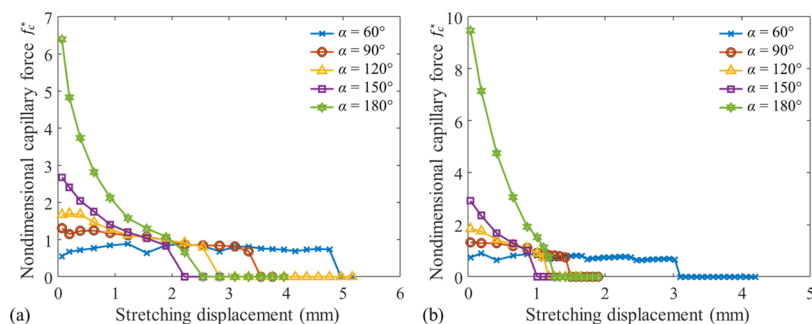 Nondimensional capillary force f*c
7
6
5
4
3
2
1
0
0 1 2 3 4 5 6
α = 60°
α = 90°
α = 120°
α = 150°
α = 180°
(a) Stretching displacement (mm)
Nondimensional capillary force f*c
10
8
6
4
2
0
0 1 2 3 4 5
α = 60°
α = 90°
α = 120°
α = 150°
α = 180°
(b) Stretching displacement (mm)